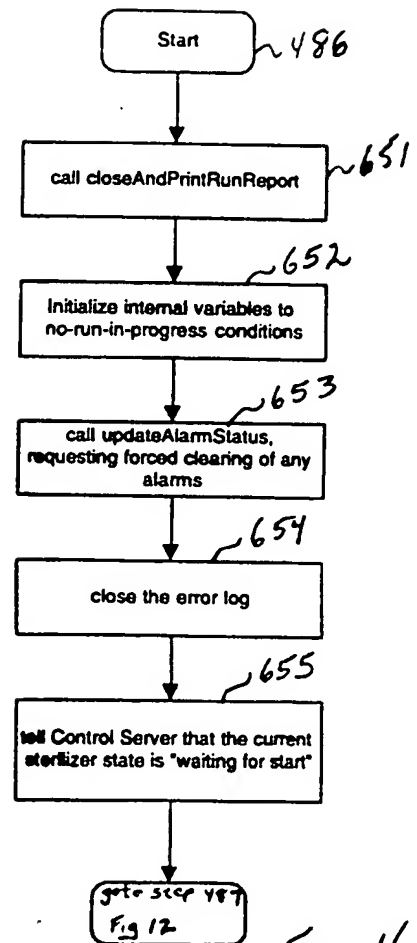 Start
486
call closeAndPrintRunReport
651
652
Initialize internal variables to
no-run-in-progress conditions
653
call updateAlarmStatus,
requesting forced clearing of any
alarms
654
close the error log
655
tell Control Server that the current
sterilizer state is "waiting for start"
goto step 487
Fig 12